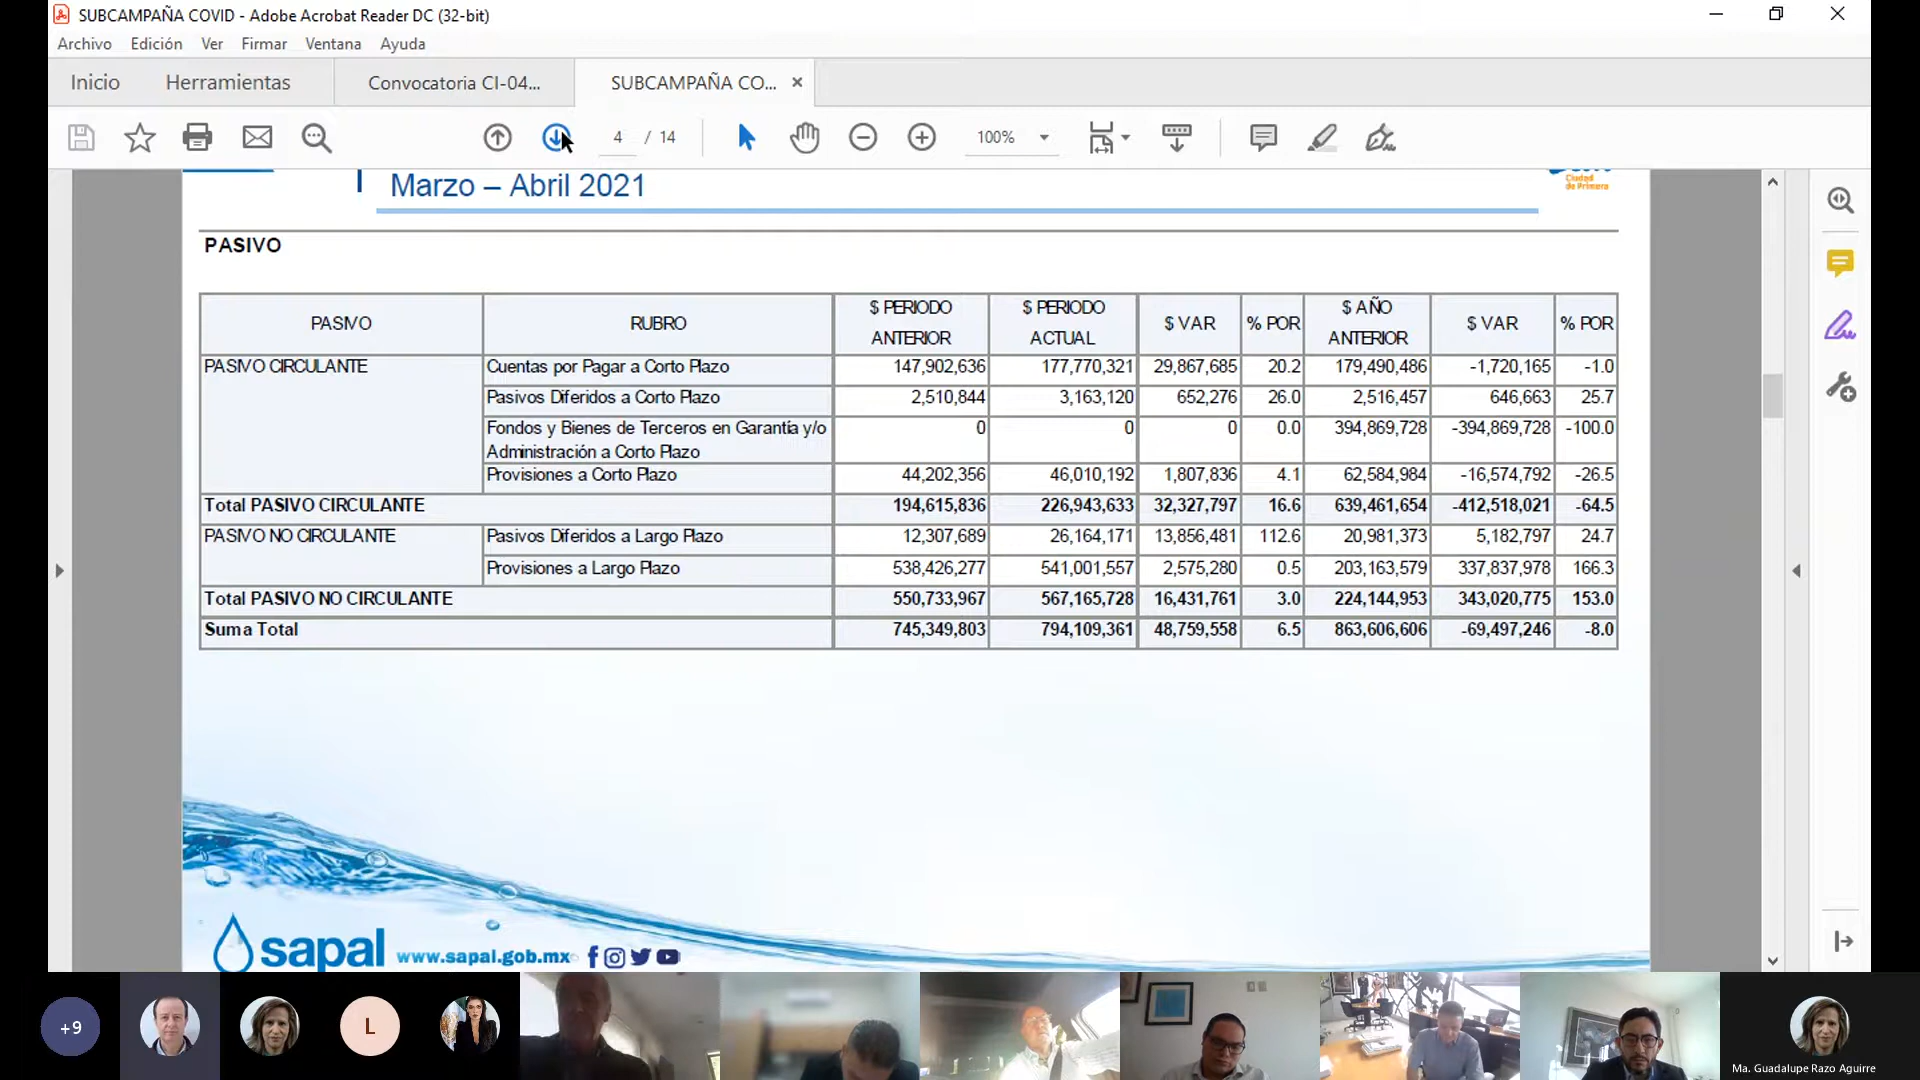 SUBCAMPAÑA COVID - Adobe Acrobat Reader DC (32-bit)
Archivo Edición Ver Firmar Ventana Ayuda
Inicio Herramientas Convocatoria CI-04... SUBCAMPAÑA CO...
4 / 14 100%
Marzo – Abril 2021
Ciudad
de Primera
PASIVO
PASIVO RUBRO $ PERIODO ANTERIOR $ PERIODO ACTUAL $ VAR % POR $ AÑO ANTERIOR $ VAR % POR
PASIVO CIRCULANTE Cuentas por Pagar a Corto Plazo 147,902,636 177,770,321 29,867,685 20.2 179,490,486 -1,720,165 -1.0
Pasivos Diferidos a Corto Plazo 2,510,844 3,163,120 652,276 26.0 2,516,457 646,663 25.7
Fondos y Bienes de Terceros en Garantía y/o Administración a Corto Plazo 0 0 0 0.0 394,869,728 -394,869,728 -100.0
Provisiones a Corto Plazo 44,202,356 46,010,192 1,807,836 4.1 62,584,984 -16,574,792 -26.5
Total PASIVO CIRCULANTE 194,615,836 226,943,633 32,327,797 16.6 639,461,654 -412,518,021 -64.5
PASIVO NO CIRCULANTE Pasivos Diferidos a Largo Plazo 12,307,689 26,164,171 13,856,481 112.6 20,981,373 5,182,797 24.7
Provisiones a Largo Plazo 538,426,277 541,001,557 2,575,280 0.5 203,163,579 337,837,978 166.3
Total PASIVO NO CIRCULANTE 550,733,967 567,165,728 16,431,761 3.0 224,144,953 343,020,775 153.0
Suma Total 745,349,803 794,109,361 48,759,558 6.5 863,606,606 -69,497,246 -8.0
sapal www.sapal.gob.mx
+9 L
Ma. Guadalupe Razo Aguirre